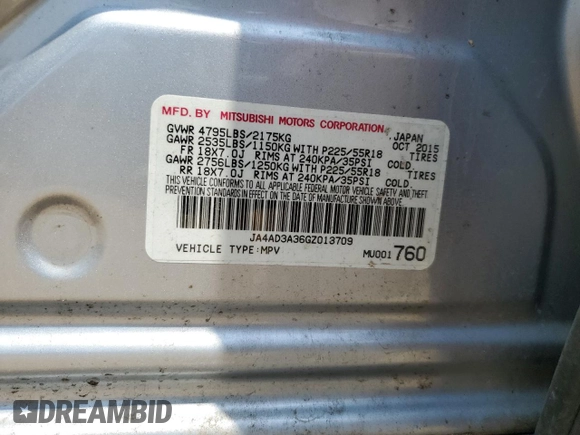 MFD. BY MITSUBISHI MOTORS CORPORATION, JAPAN
GVWR 4795LBS/2175KG OCT 2015
GAWR 2535LBS/1150KG WITH P225/55R18 TIRES
FR 18X7.0J RIMS AT 240KPA/35PSI COLD
GAWR 2756LBS/1250KG WITH P225/55R18 TIRES
RR 18X7.0J RIMS AT 240KPA/35PSI COLD
THIS VEHICLE CONFORMS TO ALL APPLICABLE FEDERAL MOTOR VEHICLE SAFETY AND THEFT
PREVENTION STANDARDS IN EFFECT ON THE DATE OF MANUFACTURE SHOWN ABOVE.
JA4AD3A36GZ013709
VEHICLE TYPE:MPV MU001760
DREAMBID